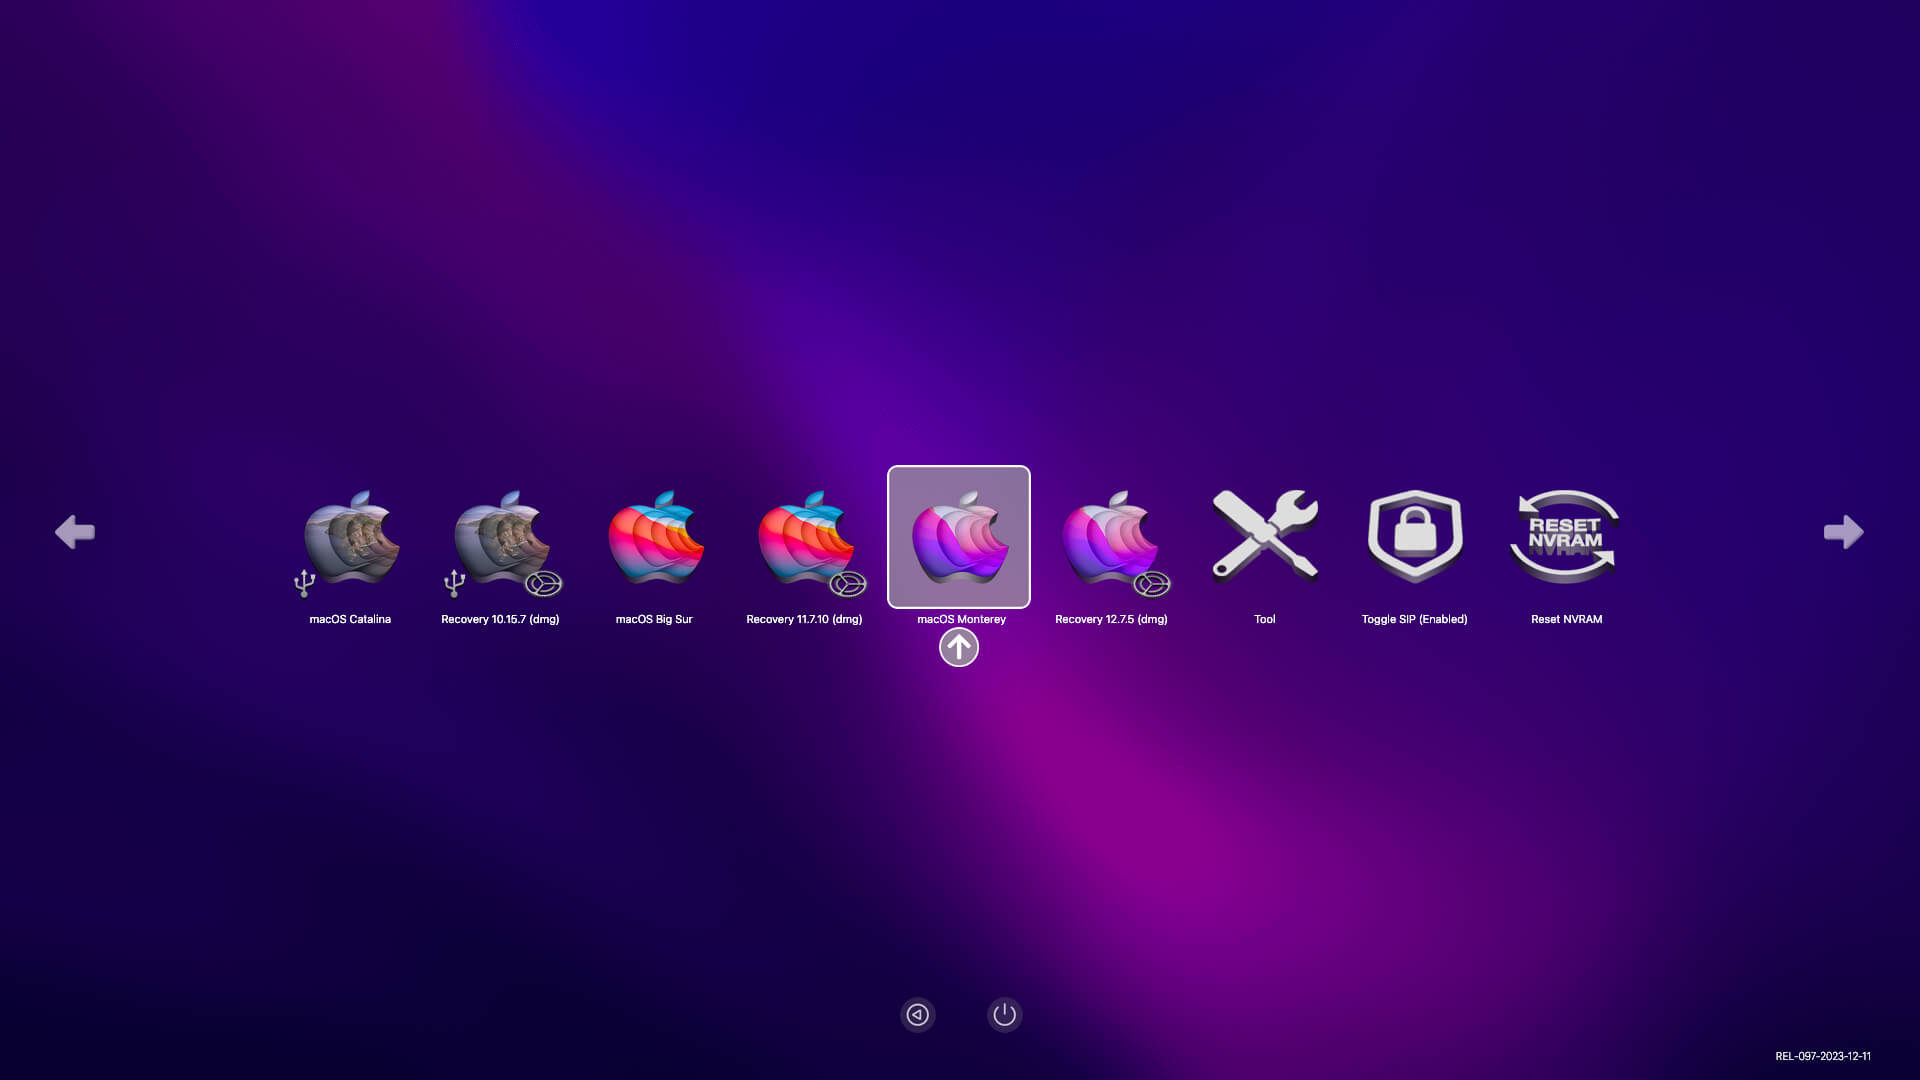 RESET
NVRAM
macOS Catalina
Recovery 10.15.7 (dmg)
macOS Big Sur
Recovery 11.7.10 (dmg)
macOS Monterey
Recovery 12.7.5 (dmg)
Tool
Toggle SIP (Enabled)
Reset NVRAM
REL-097-2023-12-11